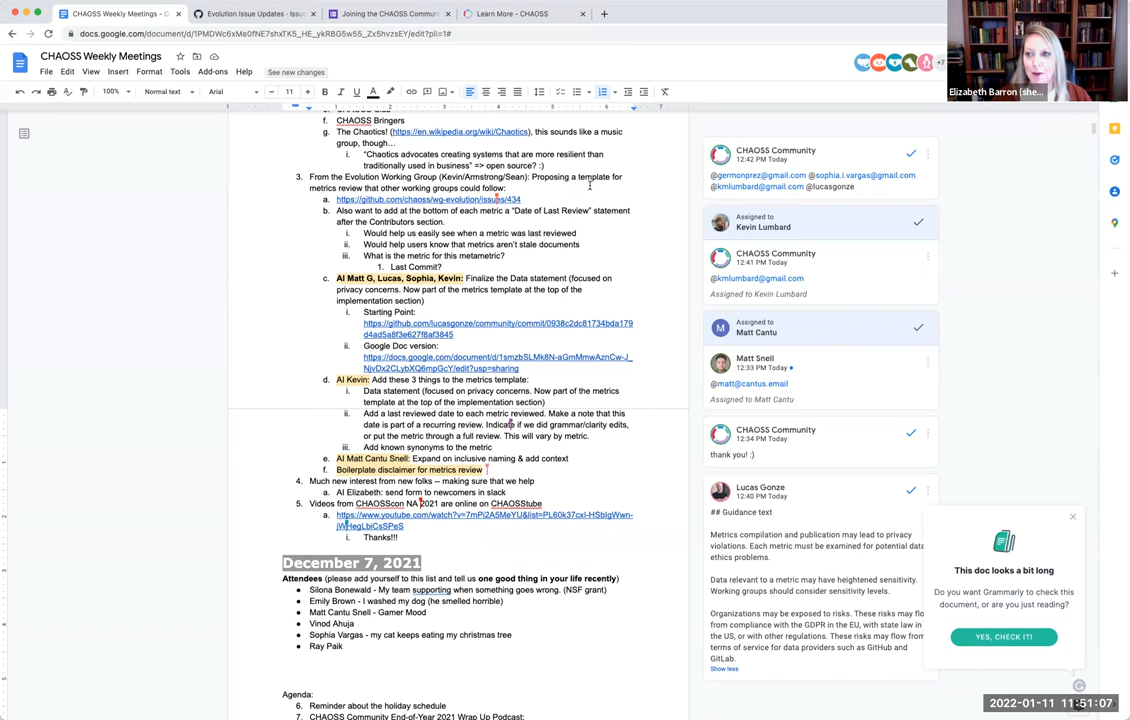 CHAOSS Weekly Meetings - G
Evolution Issue Updates · Issu
Joining the CHAOSS Commun
Learn More - CHAOSS
docs.google.com/document/d/1PMDWc6xMe0fNE7shxTK5_HE_ykRBG5w55_Zx5hvzsEY/edit?pli=1#
CHAOSS Weekly Meetings
File Edit View Insert Format Tools Add-ons Help See new changes
+7
100% Normal text Arial 11
Elizabeth Barron (she...
f. CHAOSS Bringers
g. The Chaotics! (https://en.wikipedia.org/wiki/Chaotics), this sounds like a music
group, though…
i. "Chaotics advocates creating systems that are more resilient than
traditionally used in business" => open source? :)
3. From the Evolution Working Group (Kevin/Armstrong/Sean): Proposing a template for
metrics review that other working groups could follow:
a. https://github.com/chaoss/wg-evolution/issues/434
b. Also want to add at the bottom of each metric a "Date of Last Review" statement
after the Contributors section.
i. Would help us easily see when a metric was last reviewed
ii. Would help users know that metrics aren't stale documents
iii. What is the metric for this metametric?
1. Last Commit?
c. AI Matt G, Lucas, Sophia, Kevin: Finalize the Data statement (focused on
privacy concerns. Now part of the metrics template at the top of the
implementation section)
i. Starting Point:
https://github.com/lucasgonze/community/commit/0938c2dc81734bda179
d4ad5a8f3e627f8af3845
ii. Google Doc version:
https://docs.google.com/document/d/1smzbSLMk8N-aGmMmwAznCw-J_
NjvDx2CLybXQ6mpGcY/edit?usp=sharing
d. AI Kevin: Add these 3 things to the metrics template:
i. Data statement (focused on privacy concerns. Now part of the metrics
template at the top of the implementation section)
ii. Add a last reviewed date to each metric reviewed. Make a note that this
date is part of a recurring review. Indicate if we did grammar/clarity edits,
or put the metric through a full review. This will vary by metric.
iii. Add known synonyms to the metric
e. AI Matt Cantu Snell: Expand on inclusive naming & add context
f. Boilerplate disclaimer for metrics review
4. Much new interest from new folks -- making sure that we help
a. AI Elizabeth: send form to newcomers in slack
5. Videos from CHAOSScon NA 2021 are online on CHAOSStube
a. https://www.youtube.com/watch?v=7mPi2A5MeYU&list=PL60k37cxI-HSbIgWwn-
jWHegLbiCsSPeS
i. Thanks!!!
December 7, 2021
Attendees (please add yourself to this list and tell us one good thing in your life recently)
Silona Bonewald - My team supporting when something goes wrong. (NSF grant)
Emily Brown - I washed my dog (he smelled horrible)
Matt Cantu Snell - Gamer Mood
Vinod Ahuja
Sophia Vargas - my cat keeps eating my christmas tree
Ray Paik
Agenda:
6. Reminder about the holiday schedule
7. CHAOSS Community End-of-Year 2021 Wrap Up Podcast:
CHAOSS Community
12:42 PM Today
@germonprez@gmail.com @sophia.i.vargas@gmail.com
@kmlumbard@gmail.com @lucasgonze
Assigned to
Kevin Lumbard
CHAOSS Community
12:41 PM Today
@kmlumbard@gmail.com
Assigned to Kevin Lumbard
Assigned to
Matt Cantu
Matt Snell
12:33 PM Today
@matt@cantus.email
Assigned to Matt Cantu
CHAOSS Community
12:34 PM Today
thank you! :)
Lucas Gonze
12:40 PM Today
## Guidance text
Metrics compilation and publication may lead to privacy
violations. Each metric must be examined for potential data
ethics problems.
Data relevant to a metric may have heightened sensitivity.
Working groups should consider sensitivity levels.
Organizations may be exposed to risks. These risks may flo
from compliance with the GDPR in the EU, with state law in
the US, or with other regulations. These risks may flow from
terms of service for data providers such as GitHub and
GitLab.
Show less
This doc looks a bit long
Do you want Grammarly to check this
document, or are you just reading?
YES, CHECK IT!
2022-01-11 11:51:07